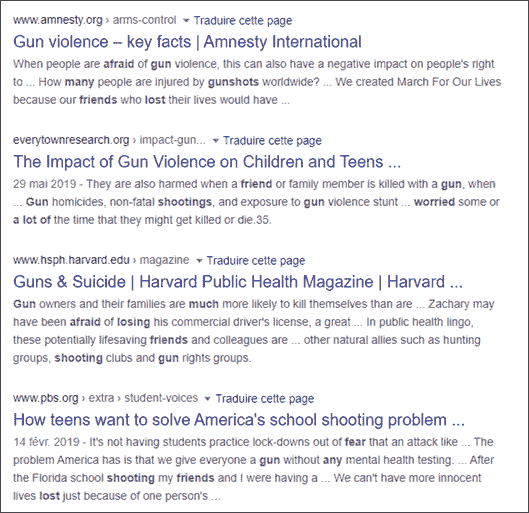 www.amnesty.org › arms-control ▾ Traduire cette page
Gun violence – key facts | Amnesty International
When people are afraid of gun violence, this can also have a negative impact on people's right
to ... How many people are injured by gunshots worldwide? ... We created March For Our Lives
because our friends who lost their lives would have ...
everytownresearch.org › impact-gun... ▾ Traduire cette page
The Impact of Gun Violence on Children and Teens ...
29 mai 2019 - They are also harmed when a friend or family member is killed with a gun, when
... Gun homicides, non-fatal shootings, and exposure to gun violence stunt ... worried some or
a lot of the time that they might get killed or die.35.
www.hsph.harvard.edu › magazine ▾ Traduire cette page
Guns & Suicide | Harvard Public Health Magazine | Harvard ...
Gun owners and their families are much more likely to kill themselves than are ... Zachary may
have been afraid of losing his commercial driver's license, a great ... In public health lingo,
these potentially lifesaving friends and colleagues are ... other natural allies such as hunting
groups, shooting clubs and gun rights groups.
www.pbs.org › extra › student-voices ▾ Traduire cette page
How teens want to solve America's school shooting problem ...
14 févr. 2019 - It's not having students practice lock-downs out of fear that an attack like ... The
problem America has is that we give everyone a gun without any mental health testing. ... After
the Florida school shooting my friends and I were having a ... We can't have more innocent
lives lost just because of one person's ...